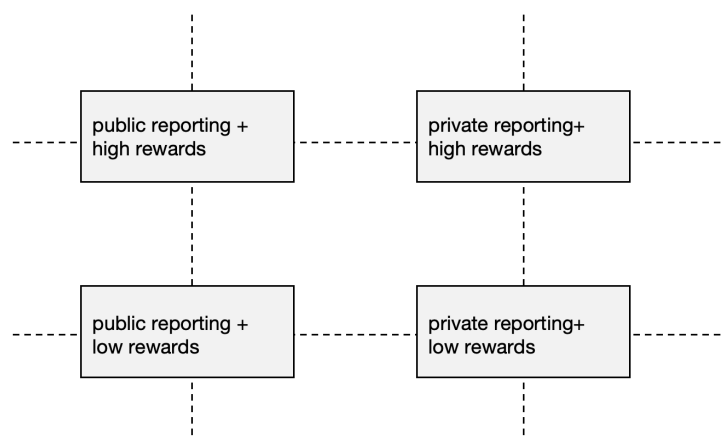 public reporting +
high rewards
private reporting+
high rewards
public reporting +
low rewards
private reporting+
low rewards